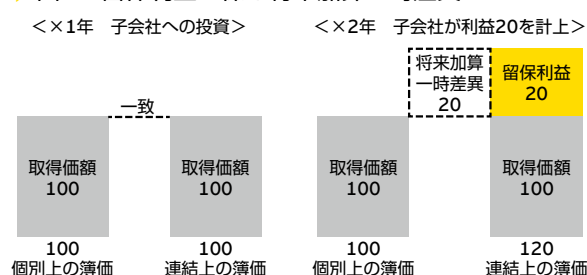 ＜×1年　子会社への投資＞
一致
取得価額
100
取得価額
100
100
個別上の簿価
100
連結上の簿価
＜×2年　子会社が利益20を計上＞
将来加算
一時差異
20
留保利益
20
取得価額
100
取得価額
100
100
個別上の簿価
120
連結上の簿価